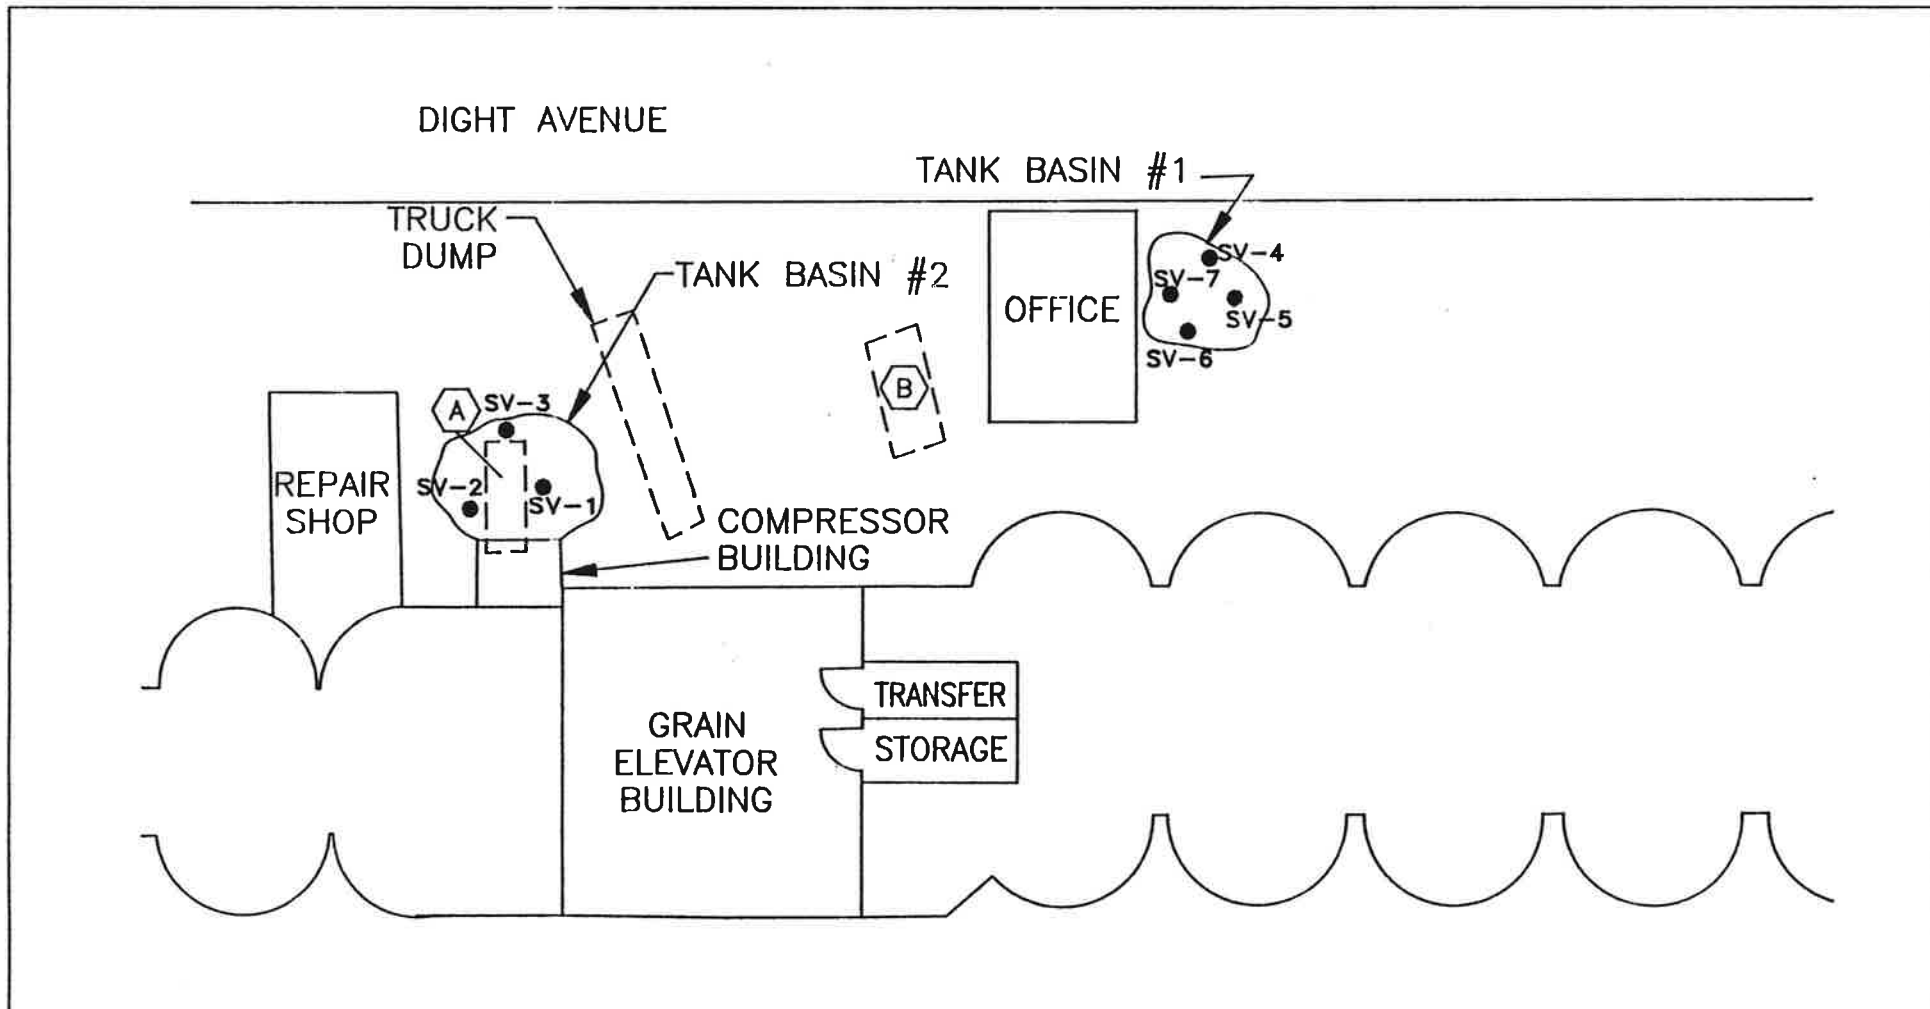 DIGHT AVENUE
TANK BASIN #1
TRUCK
DUMP
TANK BASIN #2
SV-4
SV-7
SV-5
SV-6
OFFICE
B
A
SV-3
SV-2
SV-1
REPAIR
SHOP
COMPRESSOR
BUILDING
TRANSFER
STORAGE
GRAIN
ELEVATOR
BUILDING